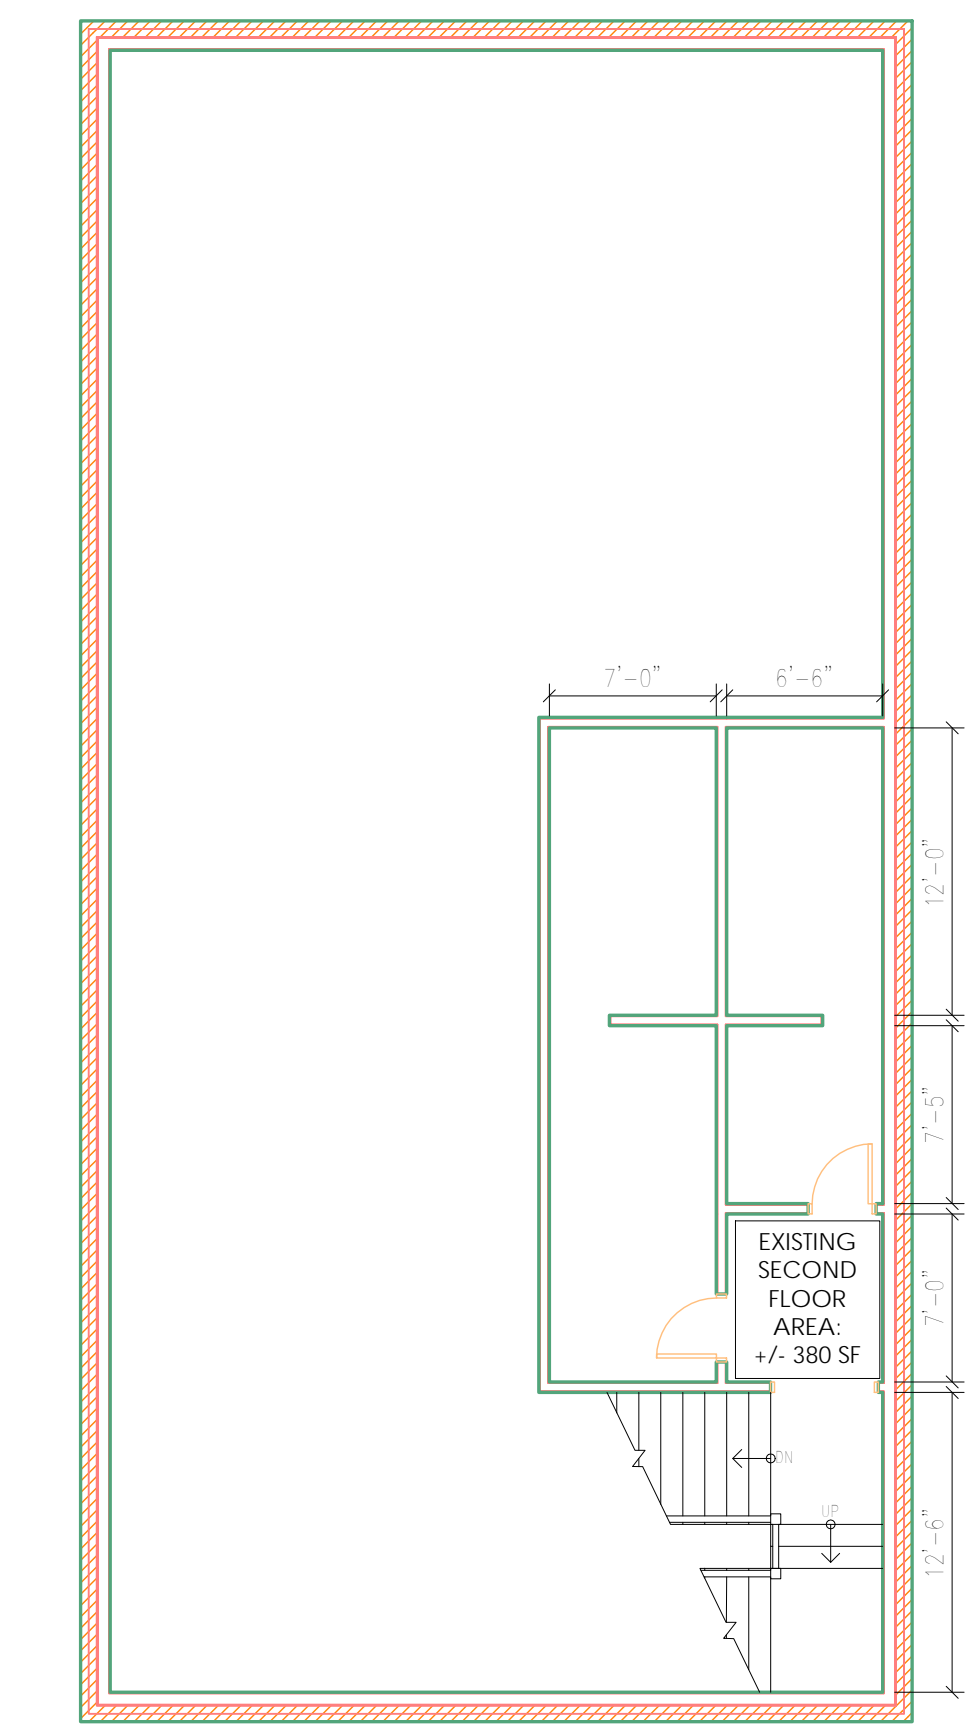 7'-0"
6'-6"
12'-0"
7'-5"
EXISTING
SECOND
FLOOR
AREA:
+/- 380 SF
7'-0"
DN
UP
12'-6"